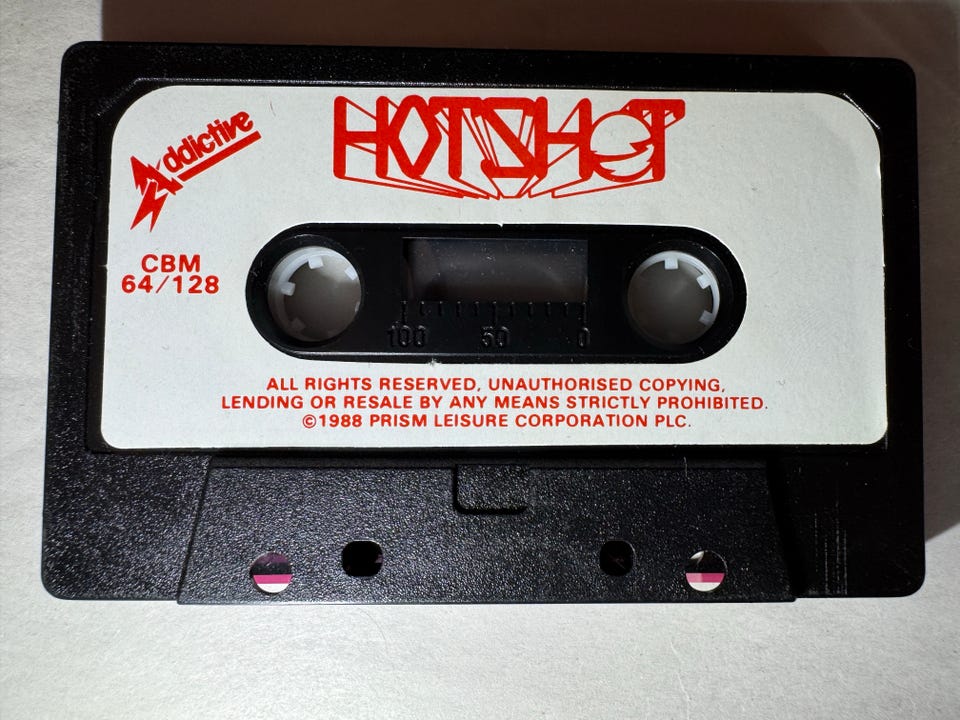 HOTSHOT
Addictive
CBM
64/128
100 50 0
ALL RIGHTS RESERVED, UNAUTHORISED COPYING,
LENDING OR RESALE BY ANY MEANS STRICTLY PROHIBITED.
©1988 PRISM LEISURE CORPORATION PLC.